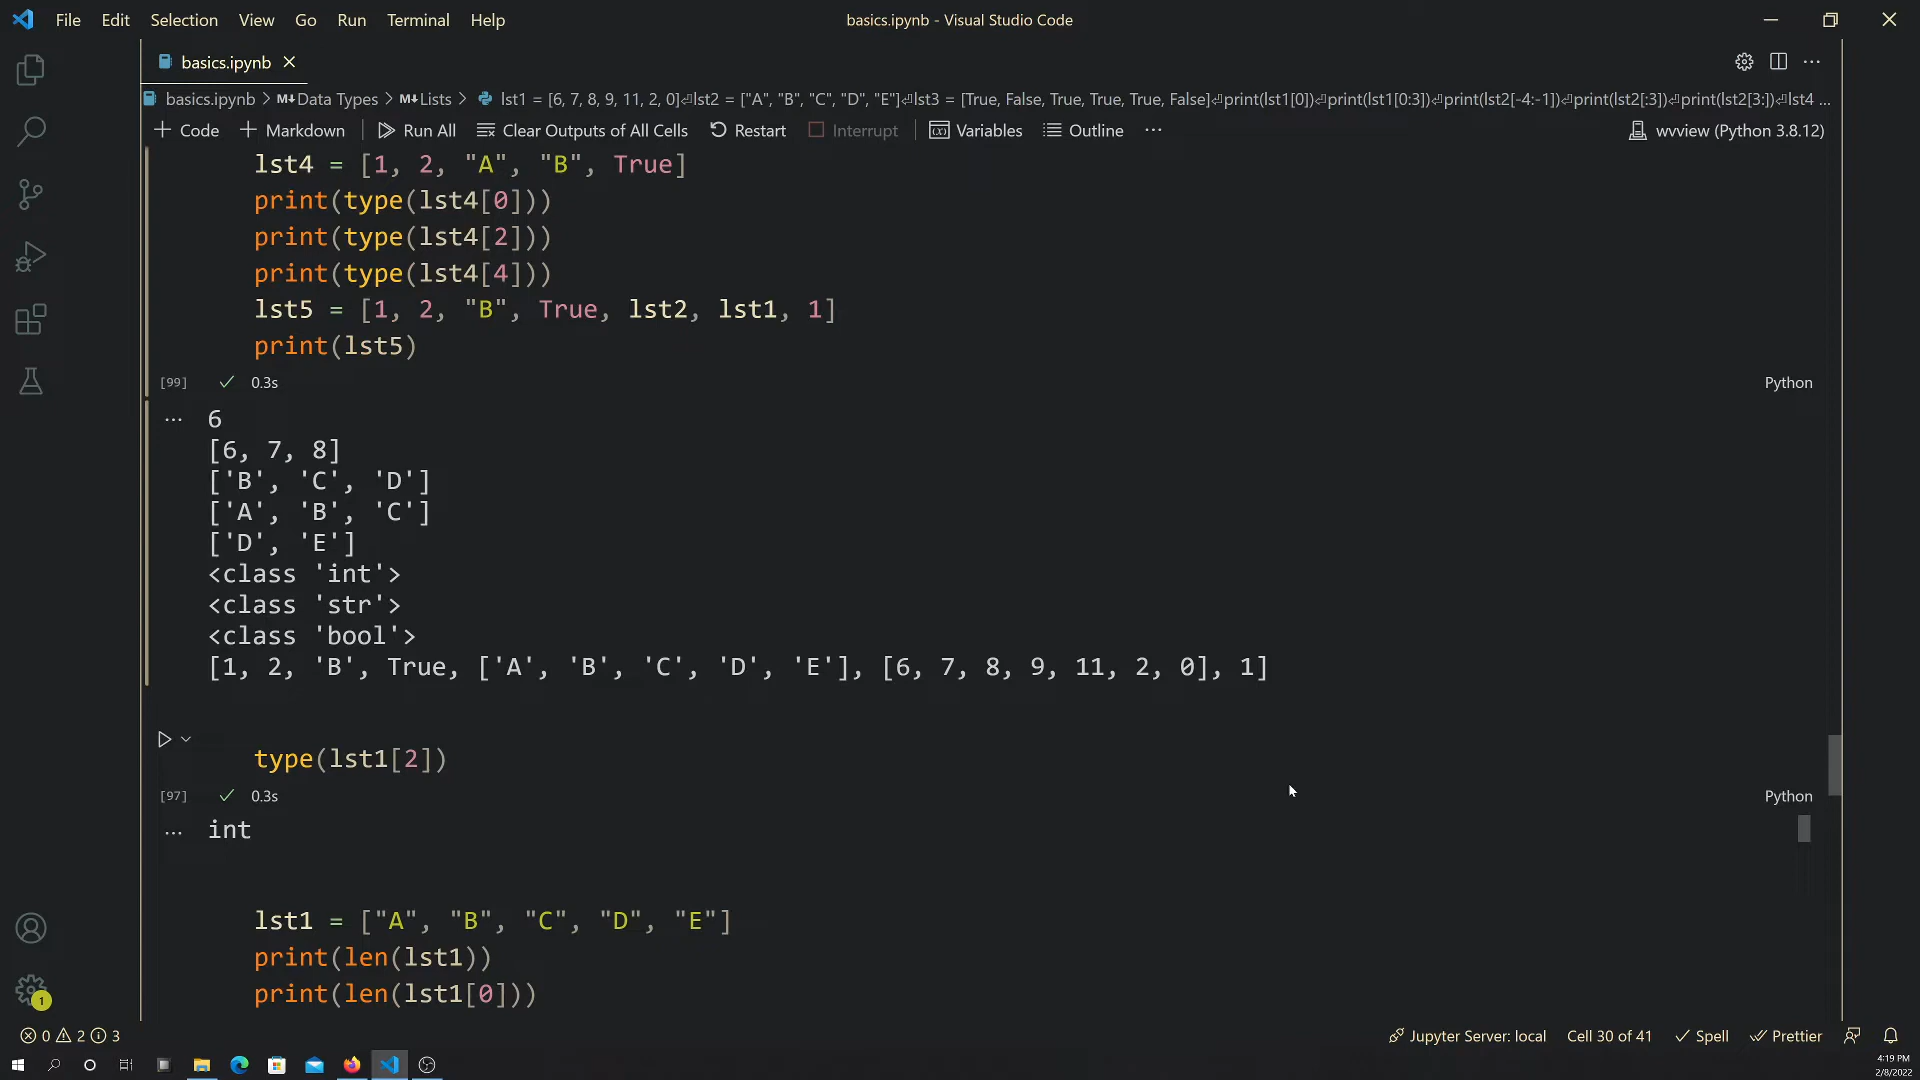 File Edit Selection View Go Run Terminal Help
basics.ipynb - Visual Studio Code
basics.ipynb
basics.ipynb > M↓Data Types > M↓Lists > lst1 = [6, 7, 8, 9, 11, 2, 0]⏎lst2 = ["A", "B", "C", "D", "E"]⏎lst3 = [True, False, True, True, True, False]⏎print(lst1[0])⏎print(lst1[0:3])⏎print(lst2[-4:-1])⏎print(lst2[:3])⏎print(lst2[3:])⏎lst4 ...
+ Code + Markdown Run All Clear Outputs of All Cells Restart Interrupt Variables Outline ... wvview (Python 3.8.12)
lst4 = [1, 2, "A", "B", True]
print(type(lst4[0]))
print(type(lst4[2]))
print(type(lst4[4]))
lst5 = [1, 2, "B", True, lst2, lst1, 1]
print(lst5)
[99] ✓ 0.3s Python
... 6
[6, 7, 8]
['B', 'C', 'D']
['A', 'B', 'C']
['D', 'E']
<class 'int'>
<class 'str'>
<class 'bool'>
[1, 2, 'B', True, ['A', 'B', 'C', 'D', 'E'], [6, 7, 8, 9, 11, 2, 0], 1]
type(lst1[2])
[97] ✓ 0.3s Python
... int
lst1 = ["A", "B", "C", "D", "E"]
print(len(lst1))
print(len(lst1[0]))
1
0 2 3 Jupyter Server: local Cell 30 of 41 Spell Prettier
4:19 PM
2/8/2022